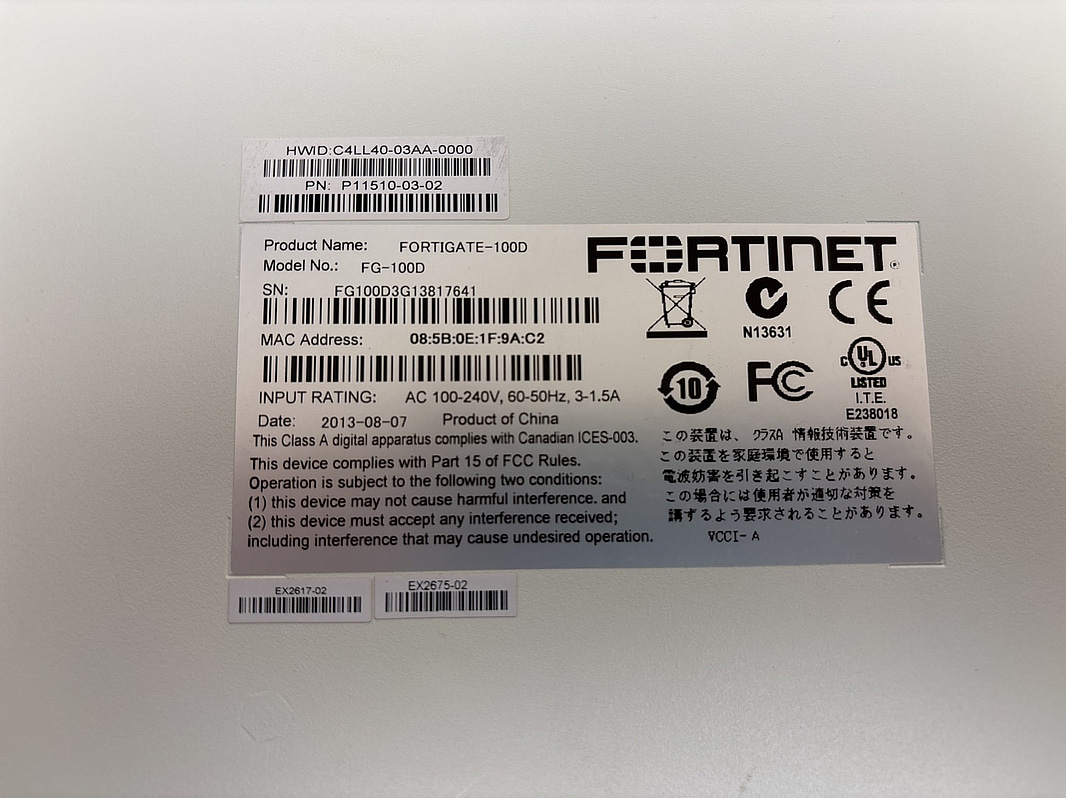 HWID:C4LL40-03AA-0000
PN: P11510-03-02
Product Name: FORTIGATE-100D
Model No.: FG-100D
SN: FG100D3G13817641
MAC Address: 08:5B:0E:1F:9A:C2
INPUT RATING: AC 100-240V, 60-50Hz, 3-1.5A
Date: 2013-08-07 Product of China
This Class A digital apparatus complies with Canadian ICES-003.
This device complies with Part 15 of FCC Rules.
Operation is subject to the following two conditions:
(1) this device may not cause harmful interference. and
(2) this device must accept any interference received;
including interference that may cause undesired operation.
FORTINET®
N13631
CE
10
FC
C UL US
LISTED
I.T.E.
E238018
この装置は、クラスA 情報技術装置です。
この装置を家庭環境で使用すると
電波妨害を引き起こすことがあります。
この場合には使用者が適切な対策を
講ずるよう要求されることがあります。
VCCI-A
EX2617-02
EX2675-02